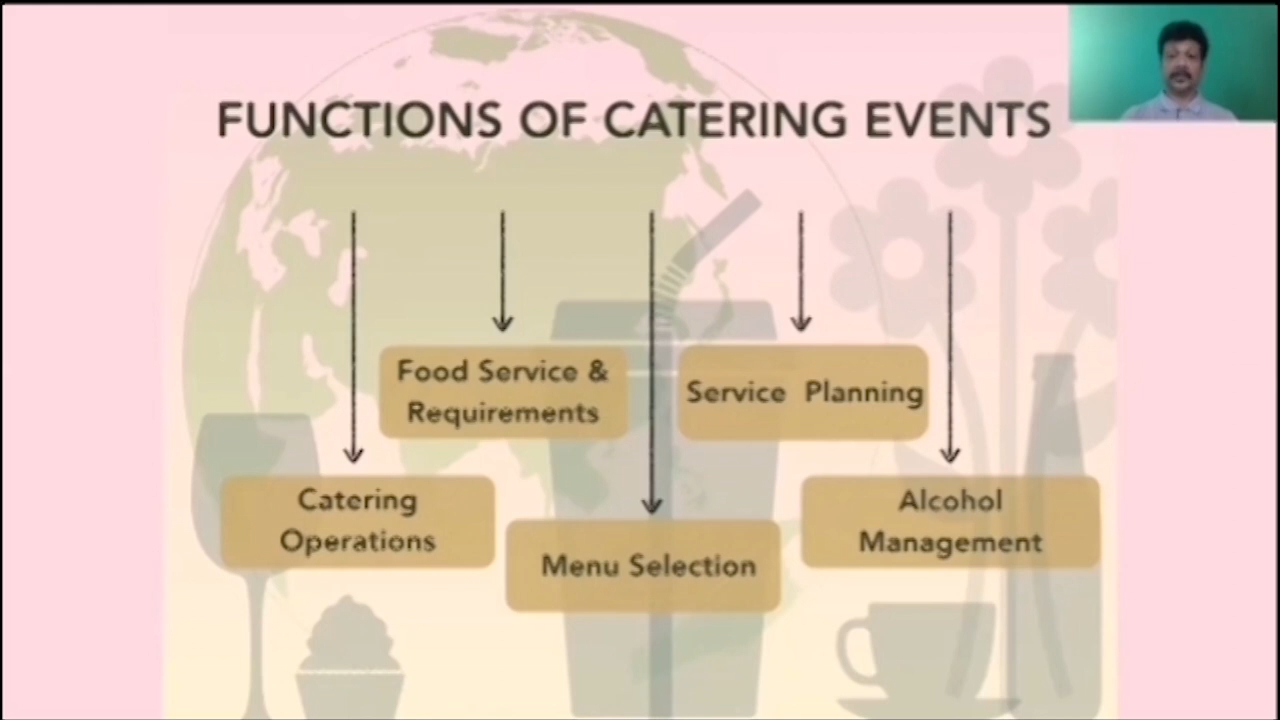 FUNCTIONS OF CATERING EVENTS
Food Service &
Requirements
Service Planning
Catering
Operations
Menu Selection
Alcohol
Management